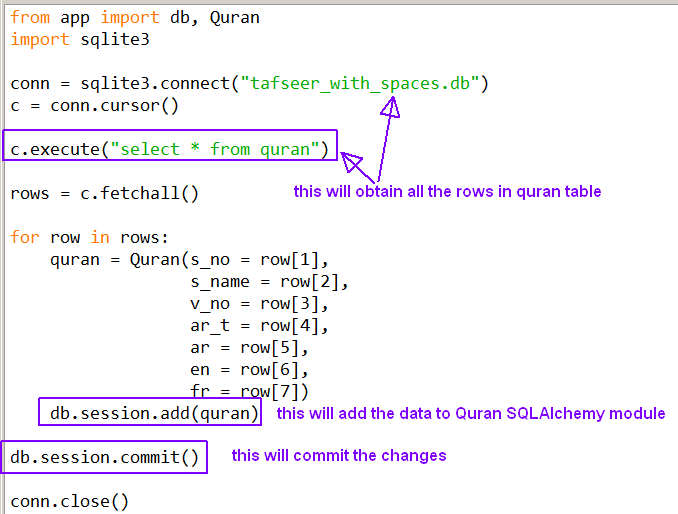 from app import db, Quran
import sqlite3
conn = sqlite3.connect("tafseer_with_spaces.db")
c = conn.cursor()
c.execute("select * from quran")
rows = c.fetchall()
this will obtain all the rows in quran table
for row in rows:
quran = Quran(s_no = row[1],
s_name = row[2],
v_no = row[3],
ar_t = row[4],
ar = row[5],
en = row[6],
fr = row[7])
db.session.add(quran)
this will add the data to Quran SQLAlchemy module
db.session.commit()
this will commit the changes
conn.close()